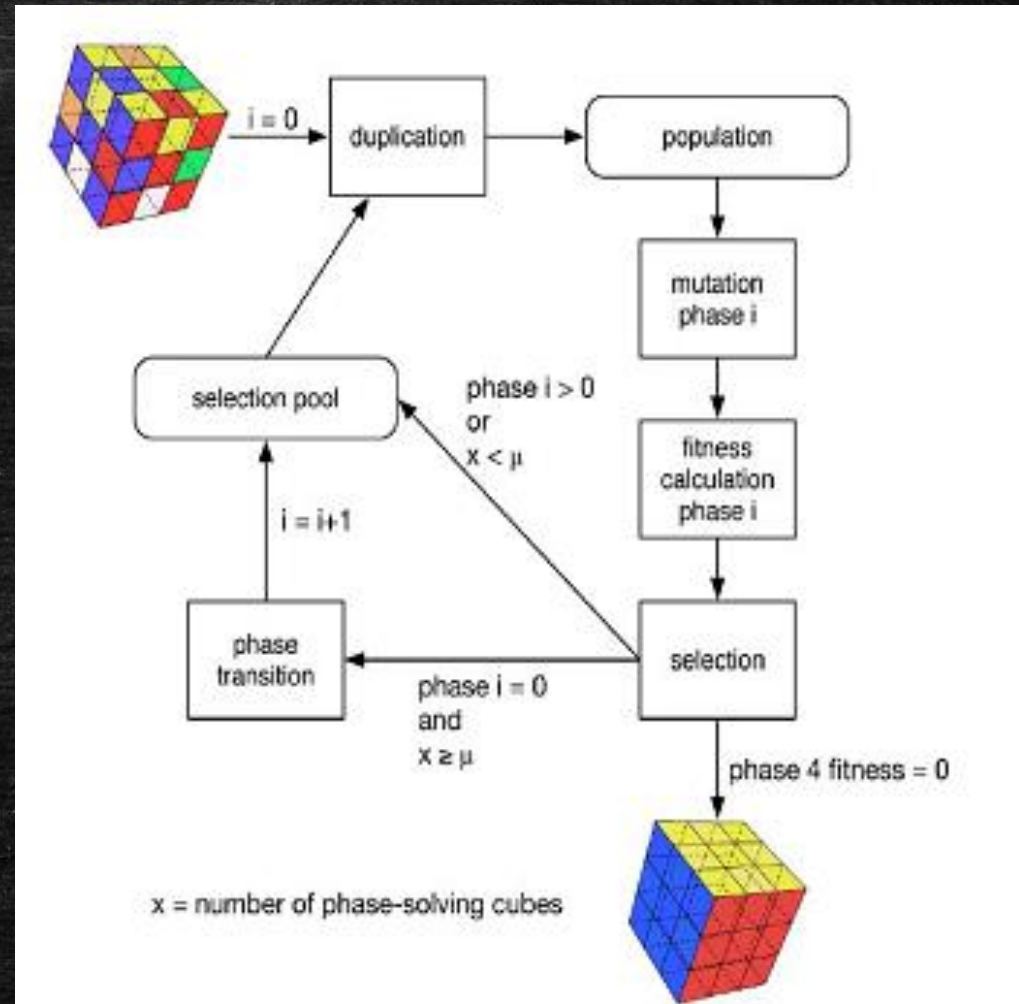 i = 0
duplication
population
mutation
phase i
fitness
calculation
phase i
selection
phase i > 0
or
x < μ
selection pool
i = i+1
phase
transition
phase i = 0
and
x ≥ μ
phase 4 fitness = 0
x = number of phase-solving cubes